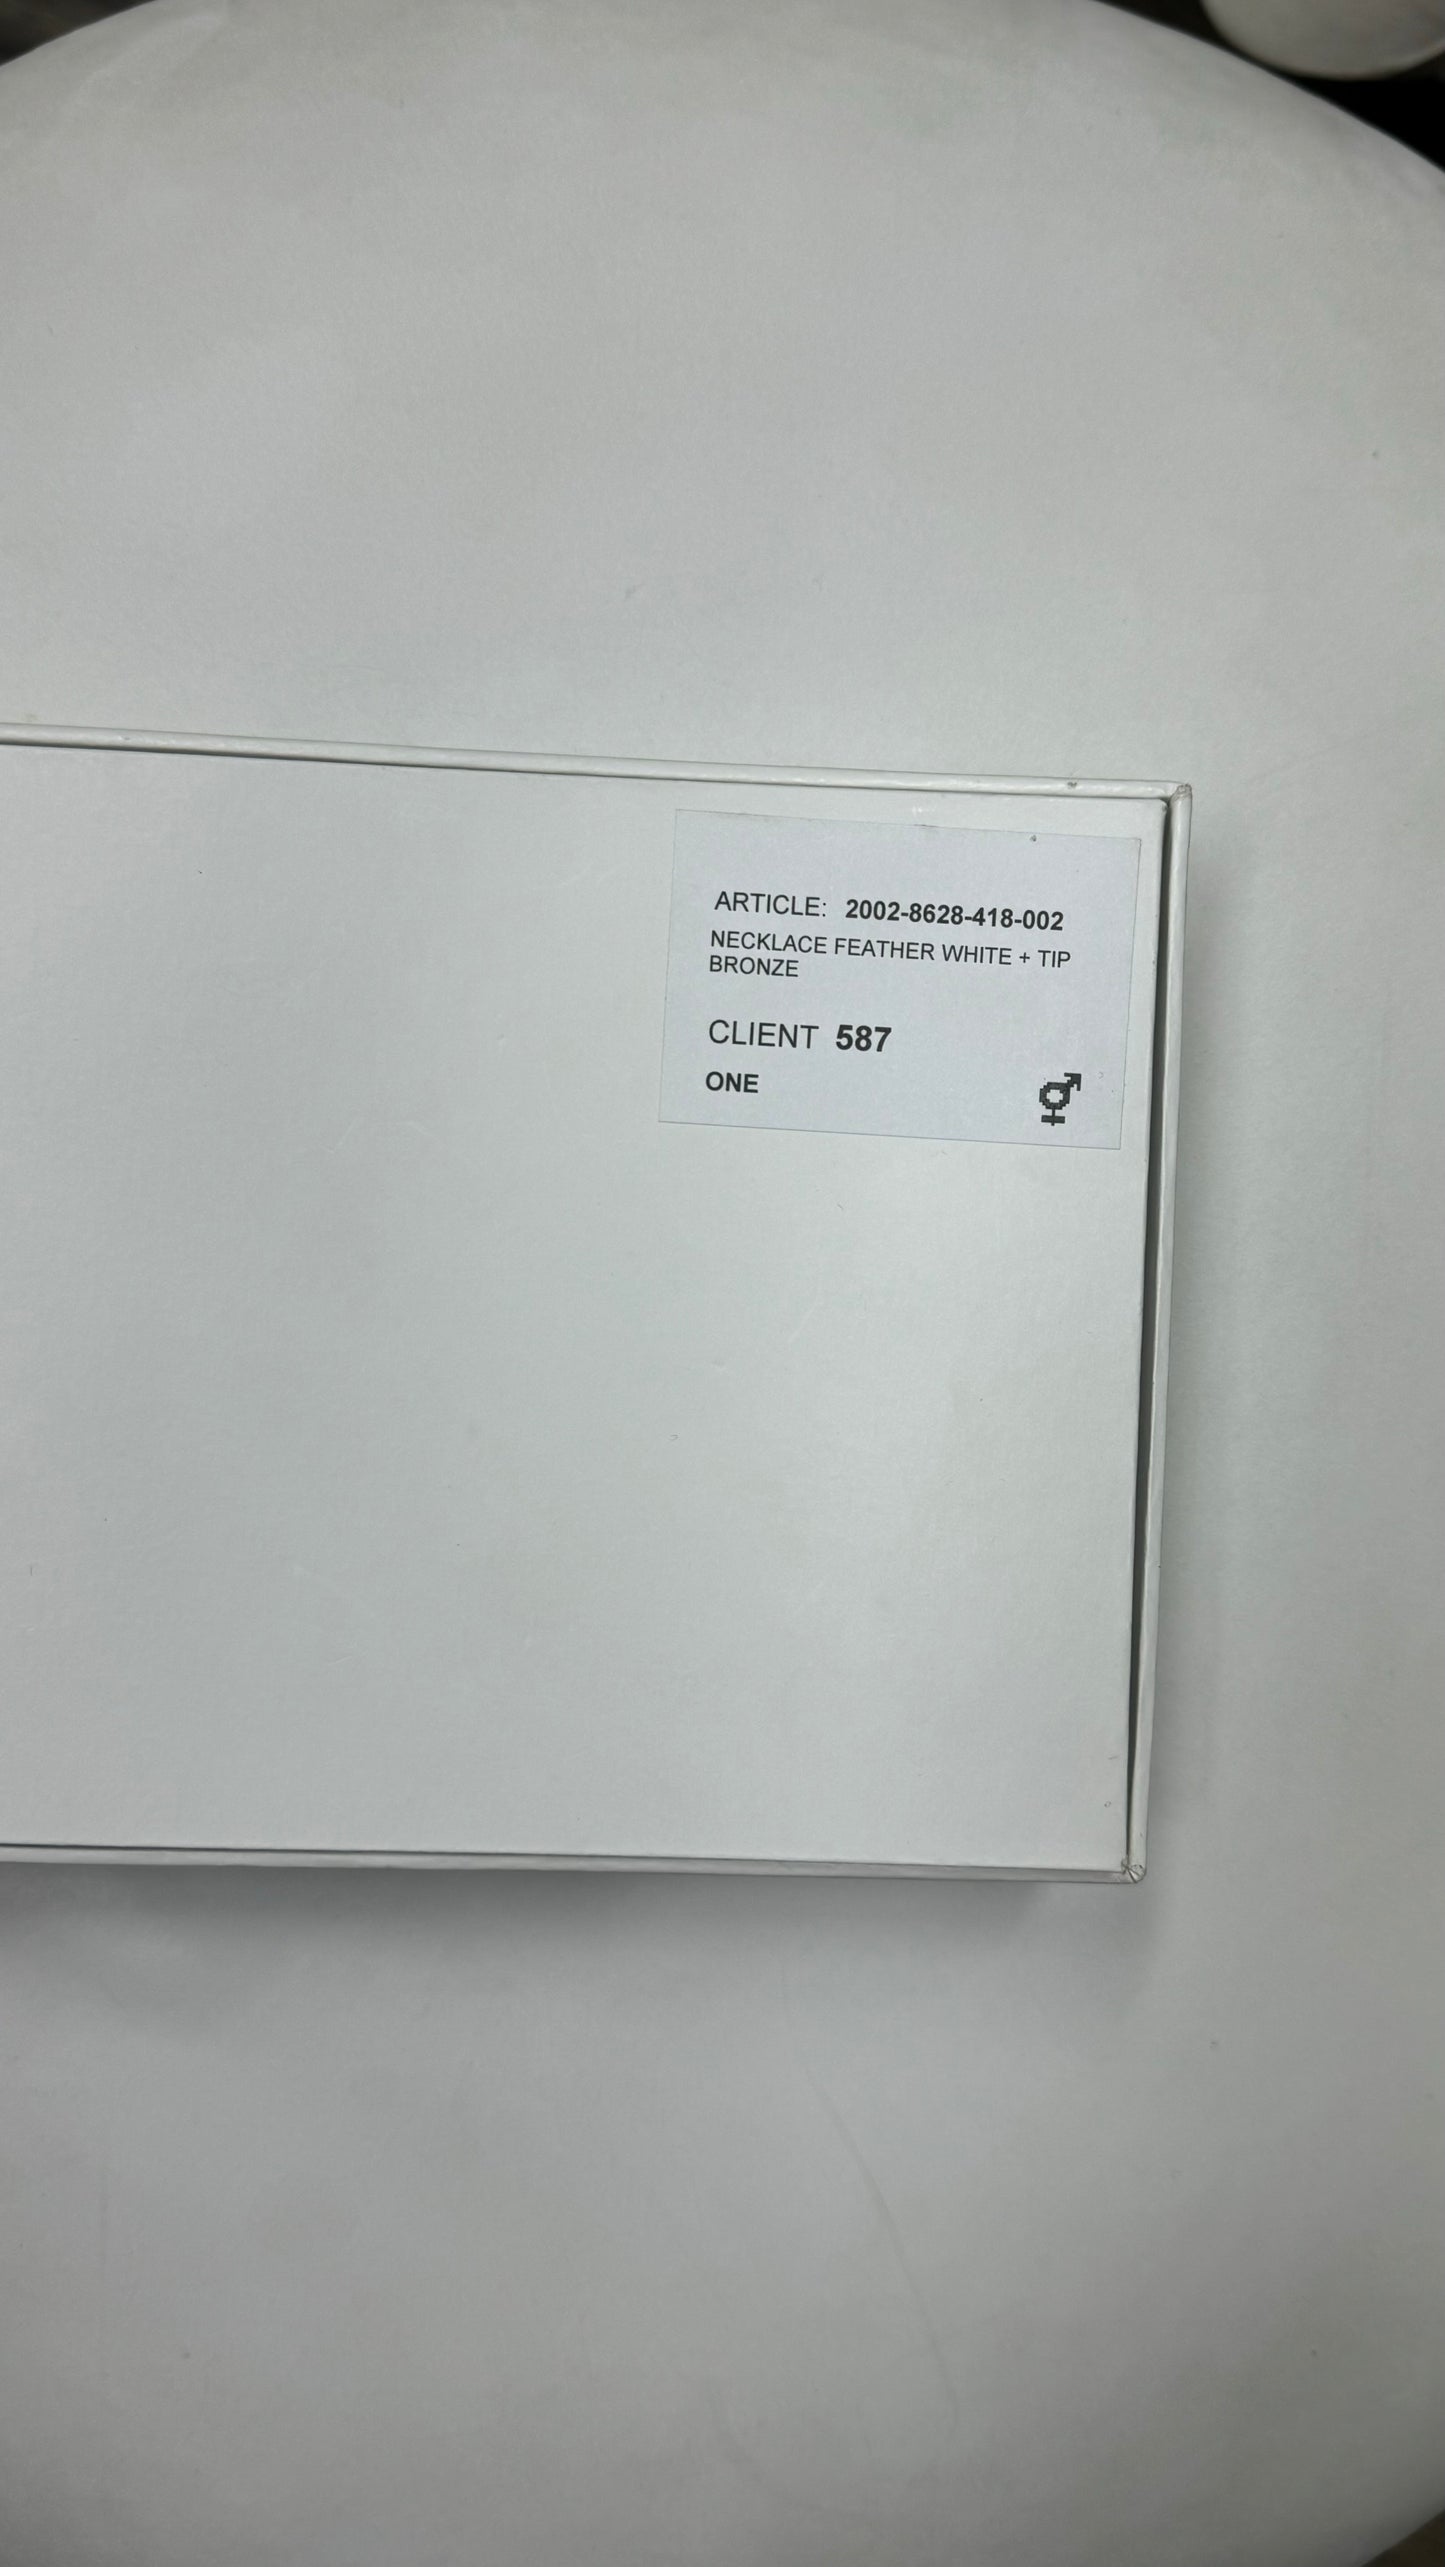 ARTICLE: 2002-8628-418-002
NECKLACE FEATHER WHITE + TIP
BRONZE
CLIENT 587
ONE